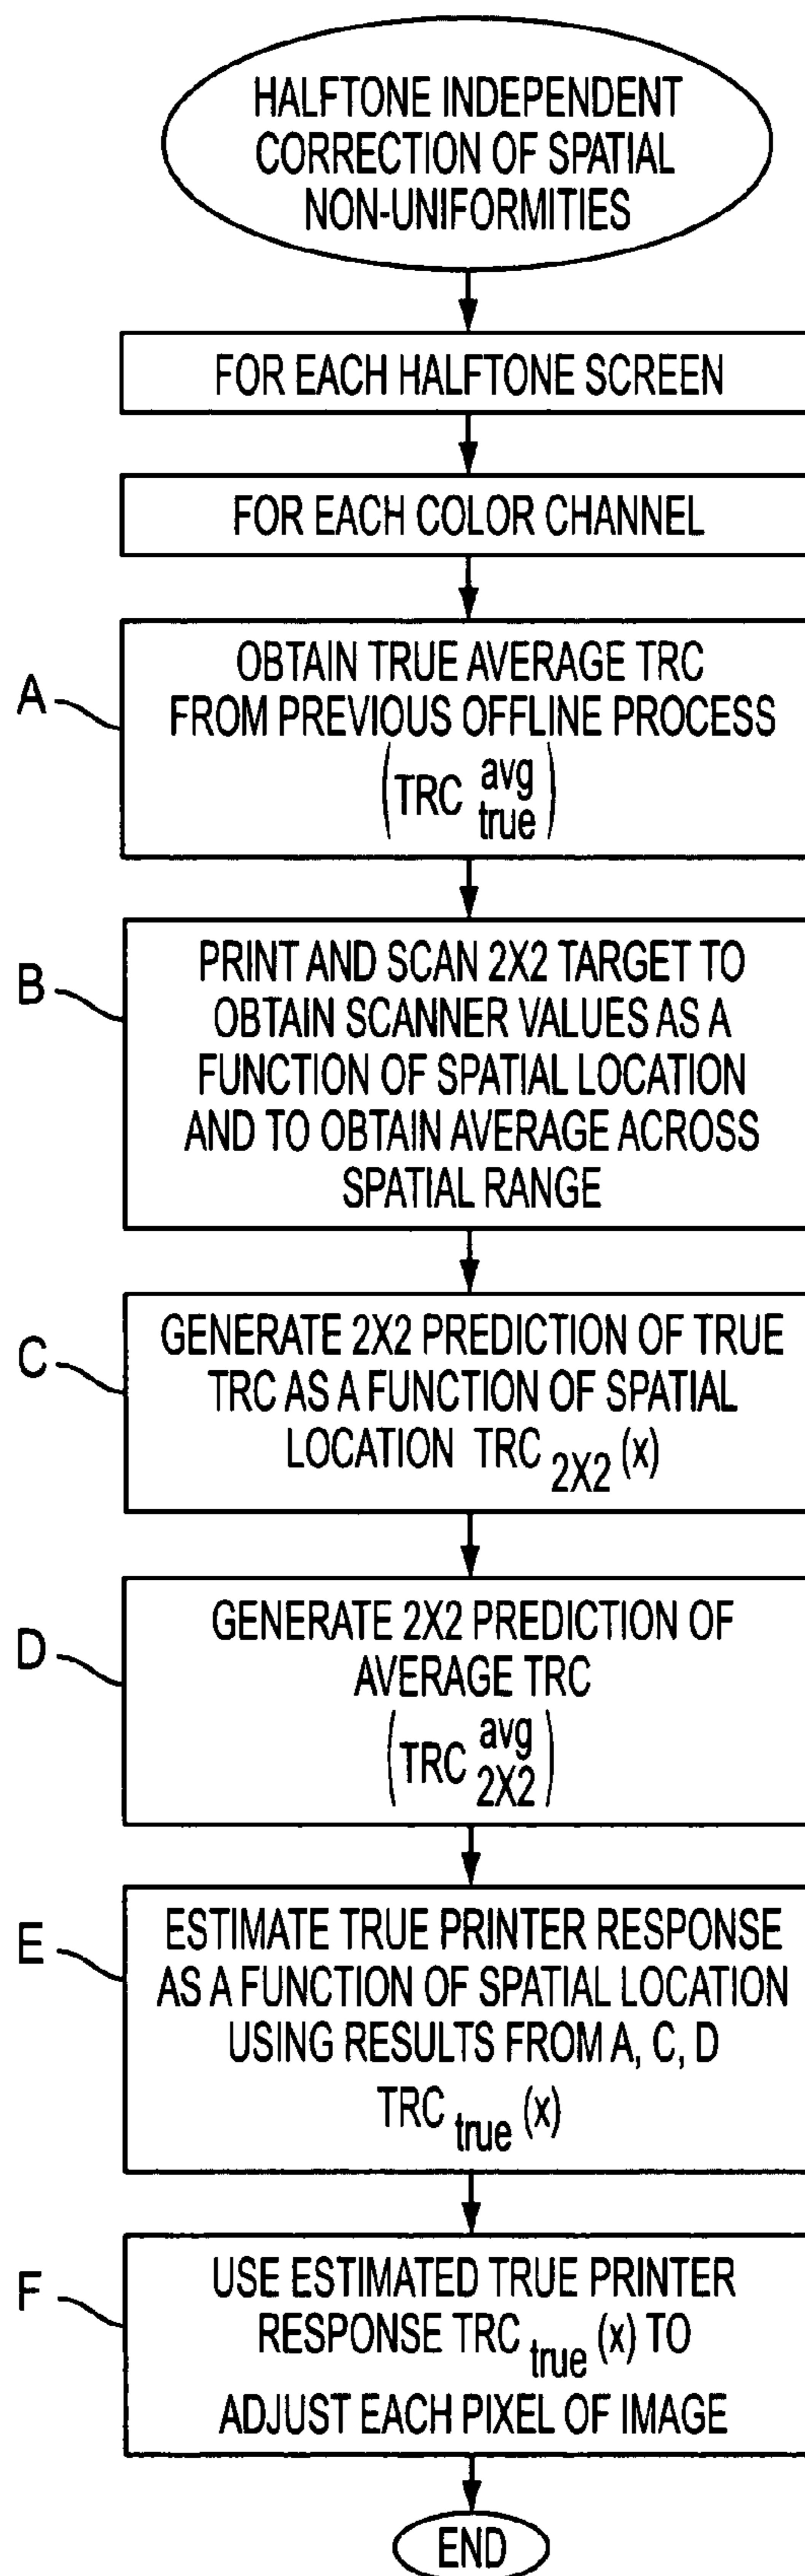 HALFTONE INDEPENDENT
CORRECTION OF SPATIAL
NON-UNIFORMITIES
FOR EACH HALFTONE SCREEN
FOR EACH COLOR CHANNEL
A
OBTAIN TRUE AVERAGE TRC
FROM PREVIOUS OFFLINE PROCESS
(TRC avg true)
B
PRINT AND SCAN 2X2 TARGET TO
OBTAIN SCANNER VALUES AS A
FUNCTION OF SPATIAL LOCATION
AND TO OBTAIN AVERAGE ACROSS
SPATIAL RANGE
C
GENERATE 2X2 PREDICTION OF TRUE
TRC AS A FUNCTION OF SPATIAL
LOCATION TRC 2X2 (x)
D
GENERATE 2X2 PREDICTION OF
AVERAGE TRC
(TRC avg 2X2)
E
ESTIMATE TRUE PRINTER RESPONSE
AS A FUNCTION OF SPATIAL LOCATION
USING RESULTS FROM A, C, D
TRC true (x)
F
USE ESTIMATED TRUE PRINTER
RESPONSE TRC true (x) TO
ADJUST EACH PIXEL OF IMAGE
END